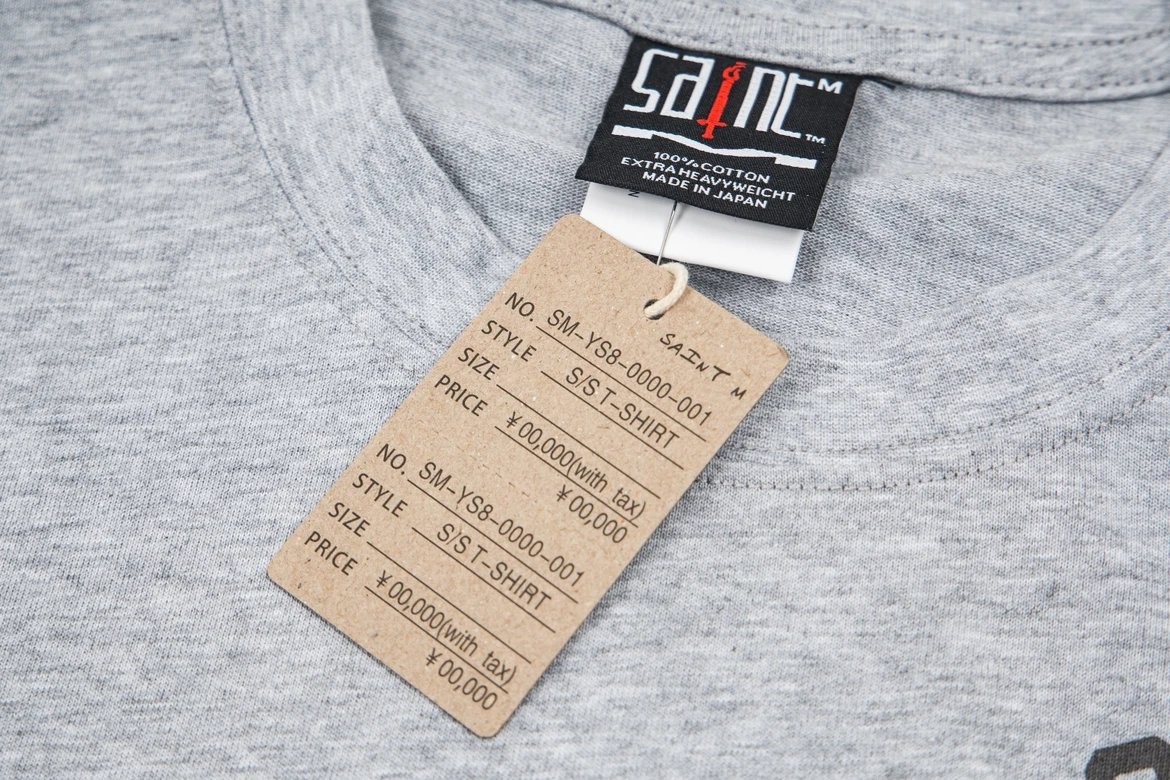 saint M
™
100% COTTON
EXTRA HEAVYWEIGHT
MADE IN JAPAN
SAINT M
NO. SM-YS8-0000-001
STYLE S/S T-SHIRT
SIZE
PRICE ¥00,000(with tax)
¥00,000
NO. SM-YS8-0000-001
STYLE S/S T-SHIRT
SIZE
PRICE ¥00,000(with tax)
¥00,000